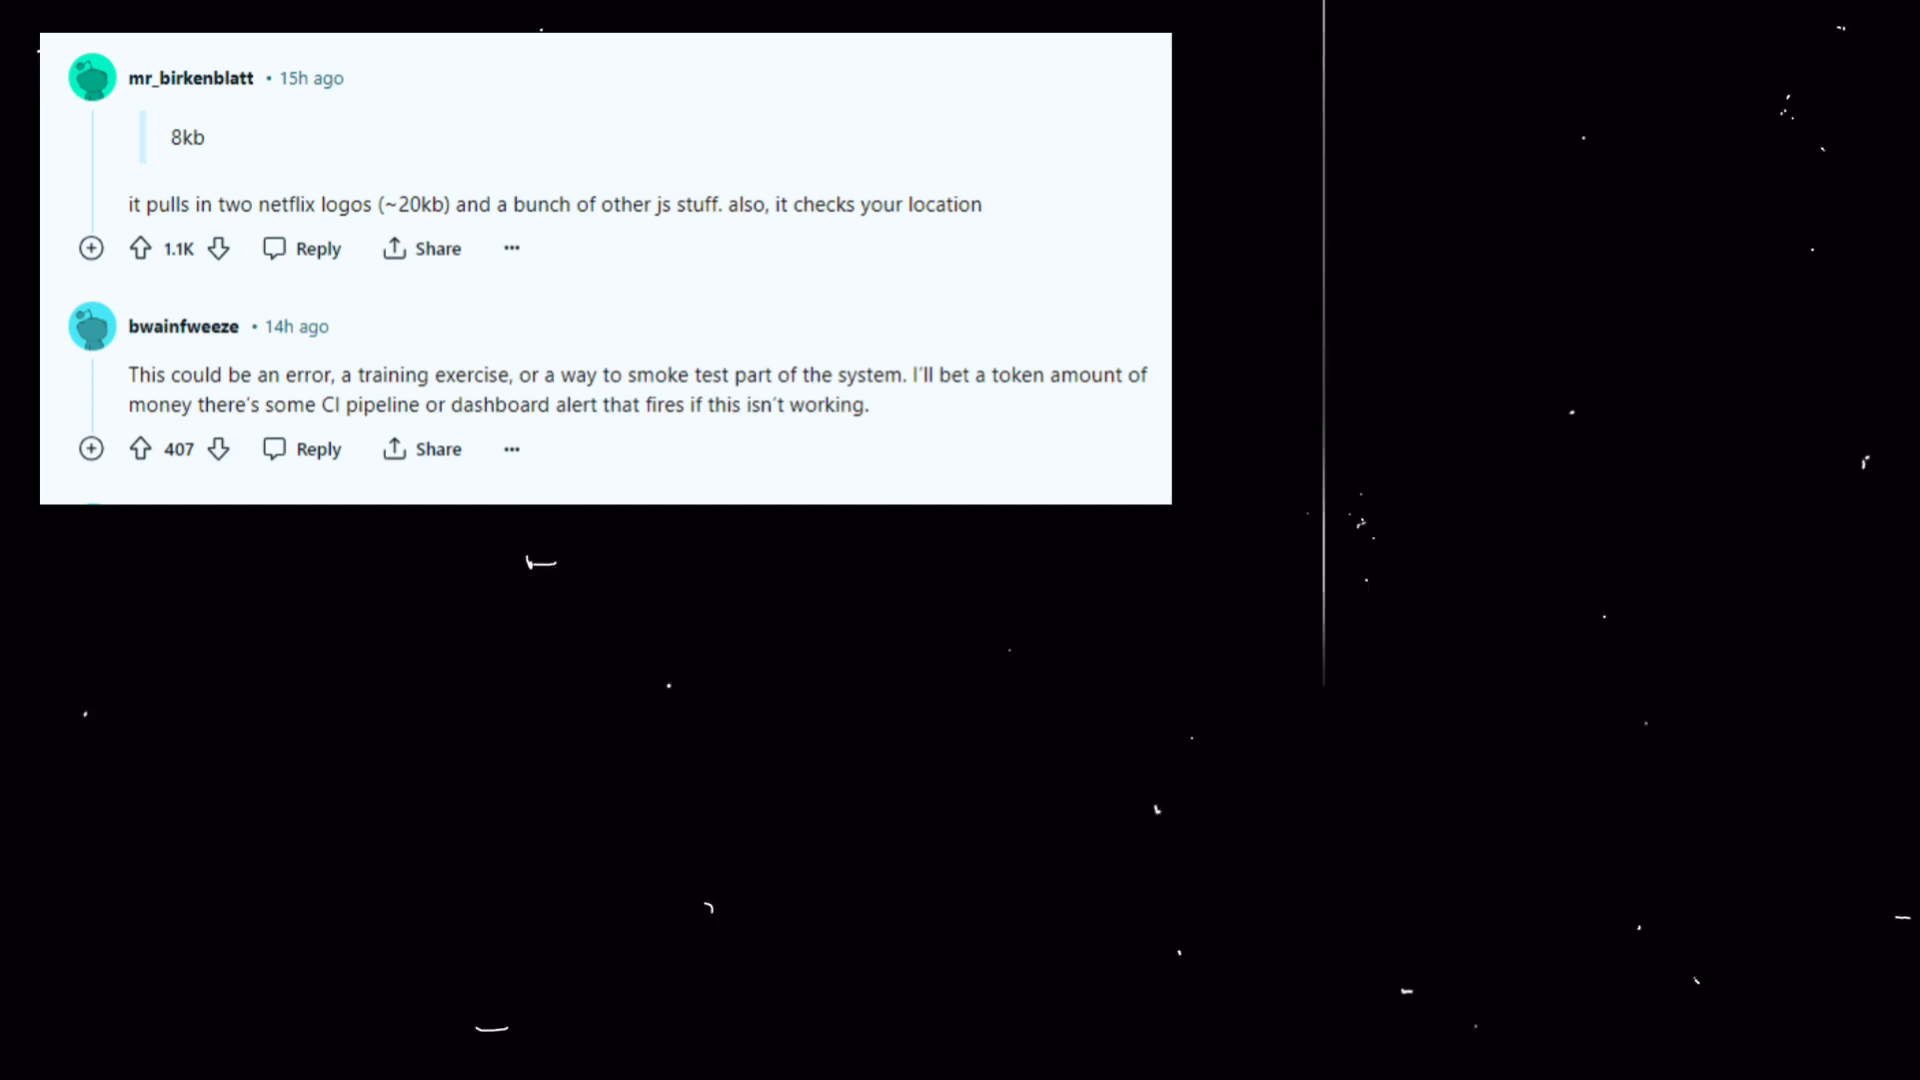 mr_birkenblatt • 15h ago
8kb
it pulls in two netflix logos (~20kb) and a bunch of other js stuff. also, it checks your location
1.1K Reply Share ...
bwainfweeze • 14h ago
This could be an error, a training exercise, or a way to smoke test part of the system. I'll bet a token amount of
money there's some CI pipeline or dashboard alert that fires if this isn't working.
407 Reply Share ...